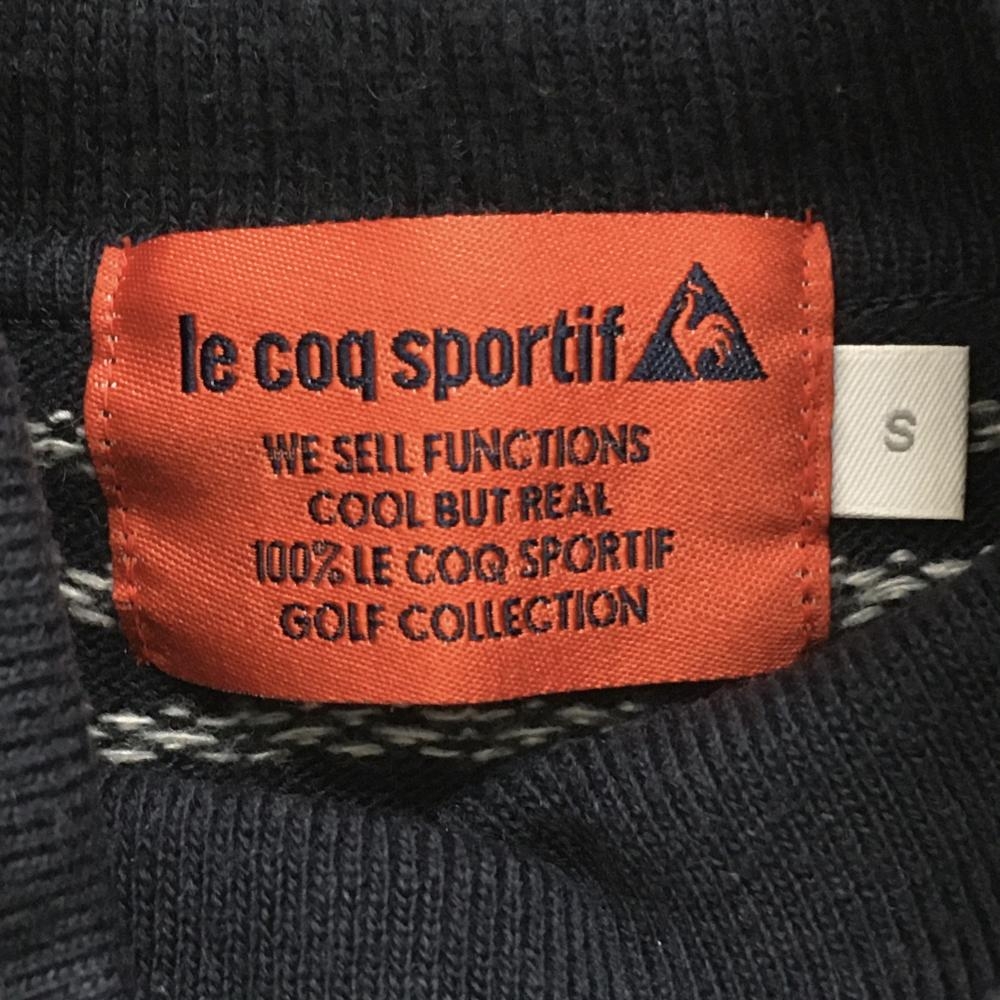 le coq sportif
WE SELL FUNCTIONS
COOL BUT REAL
100% LE COQ SPORTIF
GOLF COLLECTION
S